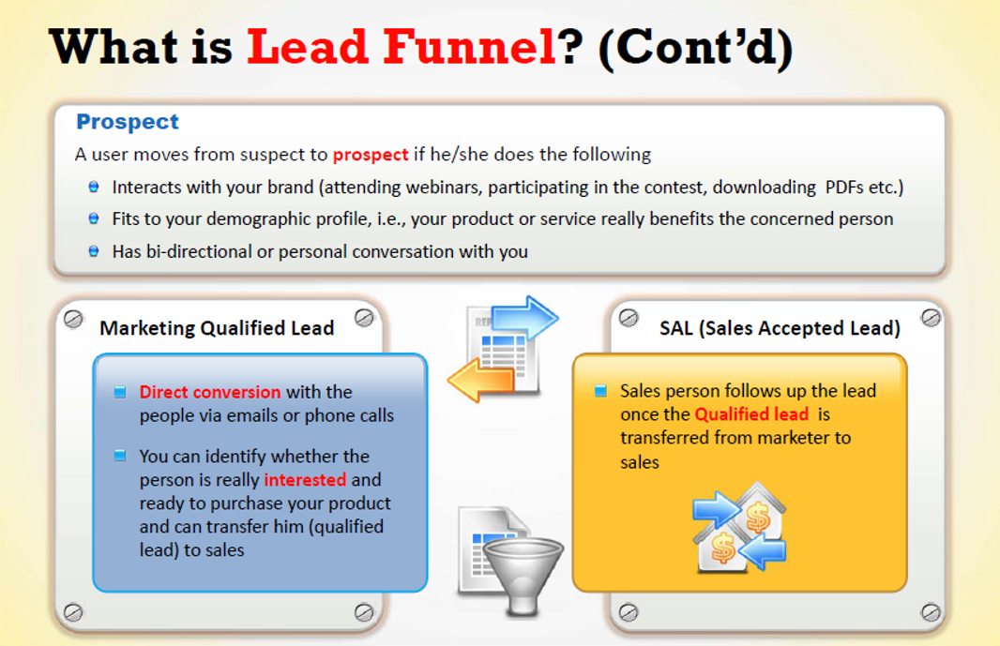 What is Lead Funnel? (Cont’d)
Prospect
A user moves from suspect to prospect if he/she does the following
Interacts with your brand (attending webinars, participating in the contest, downloading PDFs etc.)
Fits to your demographic profile, i.e., your product or service really benefits the concerned person
Has bi-directional or personal conversation with you
Marketing Qualified Lead
Direct conversion with the
people via emails or phone calls
You can identify whether the
person is really interested and
ready to purchase your product
and can transfer him (qualified
lead) to sales
SAL (Sales Accepted Lead)
Sales person follows up the lead
once the Qualified lead is
transferred from marketer to
sales
$
$